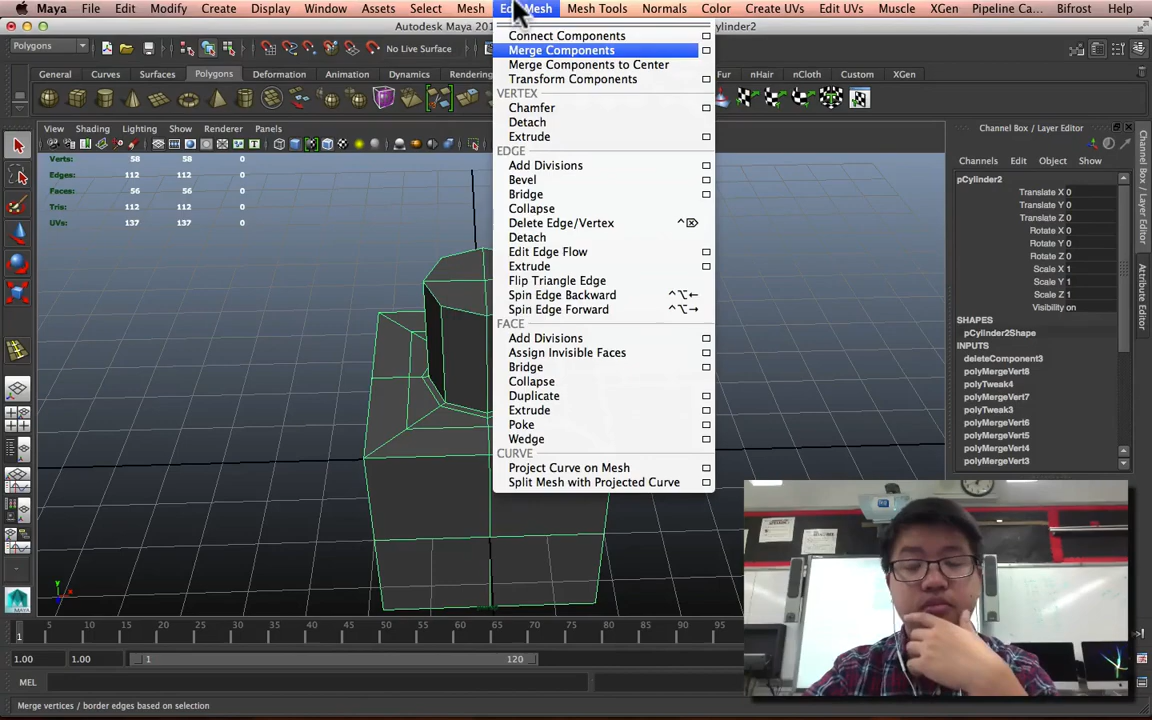 Maya File Edit Modify Create Display Window Assets Select Mesh Edit Mesh Mesh Tools Normals Color Create UVs Edit UVs Muscle XGen Pipeline Ca... Bifrost Help
Autodesk Maya
ylinder2
Polygons
No Live Surface
General Curves Surfaces Polygons Deformation Animation Dynamics Rendering
Fur nHair nCloth Custom XGen
View Shading Lighting Show Renderer Panels
Verts: 58 58 0
Edges: 112 112 0
Faces: 56 56 0
Tris: 112 112 0
UVs: 137 137 0
Connect Components
Merge Components
Merge Components to Center
Transform Components
VERTEX
Chamfer
Detach
Extrude
EDGE
Add Divisions
Bevel
Bridge
Collapse
Delete Edge/Vertex ^⌦
Detach
Edit Edge Flow
Extrude
Flip Triangle Edge
Spin Edge Backward ^⌥←
Spin Edge Forward ^⌥→
FACE
Add Divisions
Assign Invisible Faces
Bridge
Collapse
Duplicate
Extrude
Poke
Wedge
CURVE
Project Curve on Mesh
Split Mesh with Projected Curve
Channel Box / Layer Editor
Channels Edit Object Show
pCylinder2
Translate X 0
Translate Y 0
Translate Z 0
Rotate X 0
Rotate Y 0
Rotate Z 0
Scale X 1
Scale Y 1
Scale Z 1
Visibility on
SHAPES
pCylinder2Shape
INPUTS
deleteComponent3
polyMergeVert8
polyTweak4
polyMergeVert7
polyTweak3
polyMergeVert6
polyMergeVert5
polyMergeVert4
polyMergeVert3
Channel Box / Layer Editor
Attribute Editor
y
x
5 10 15 20 25 30 35 40 45 50 55 60 65 70 75 80 85 90 95
1
1.00 1.00 1 120
MEL
Merge vertices / border edges based on selection